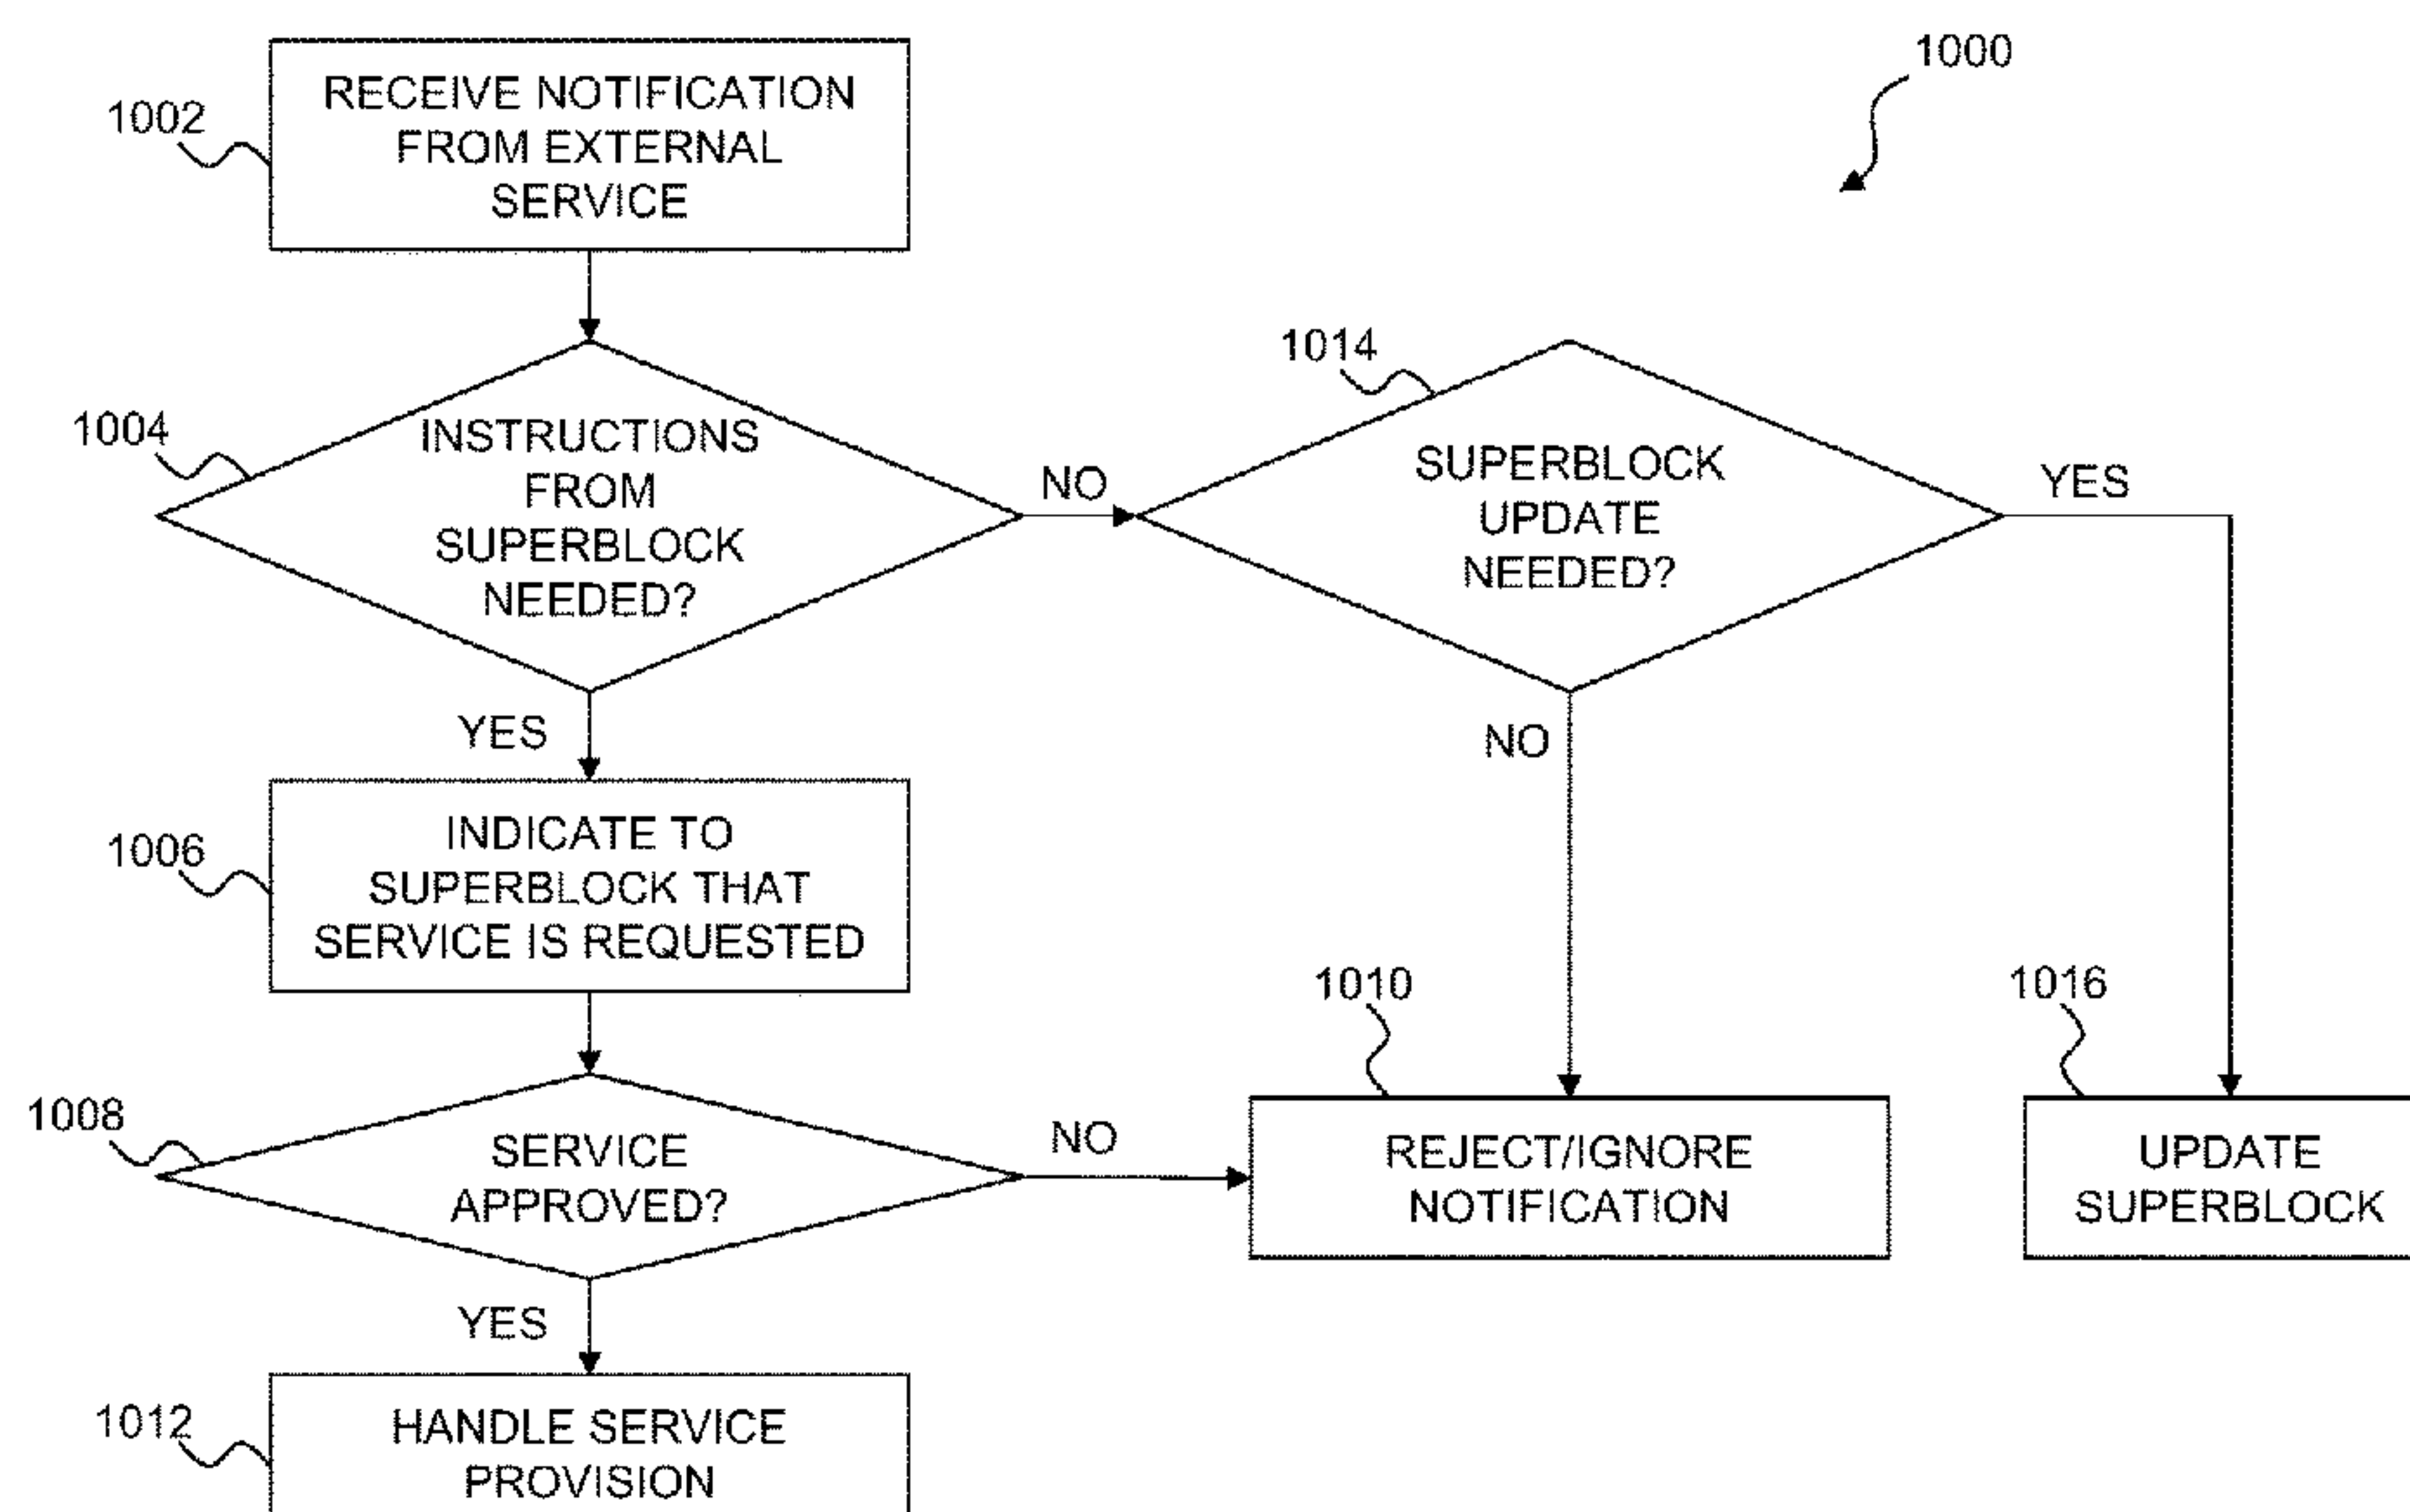 1000
1002
RECEIVE NOTIFICATION
FROM EXTERNAL
SERVICE
1004
INSTRUCTIONS
FROM
SUPERBLOCK
NEEDED?
NO
1014
SUPERBLOCK
UPDATE
NEEDED?
YES
YES
NO
1006
INDICATE TO
SUPERBLOCK THAT
SERVICE IS REQUESTED
1008
SERVICE
APPROVED?
NO
1010
REJECT/IGNORE
NOTIFICATION
1016
UPDATE
SUPERBLOCK
YES
1012
HANDLE SERVICE
PROVISION